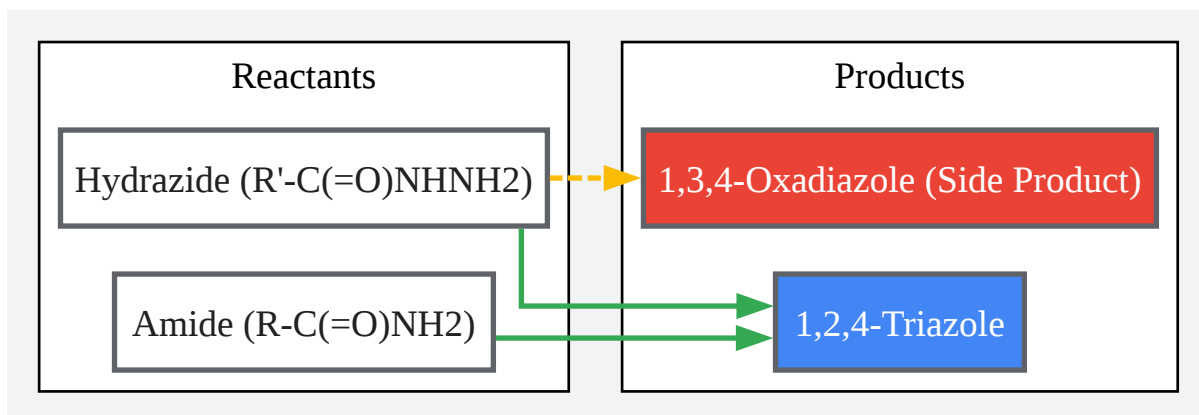 Reactants
Products
Hydrazide (R'-C(=O)NHNH2)
1,3,4-Oxadiazole (Side Product)
Amide (R-C(=O)NH2)
1,2,4-Triazole